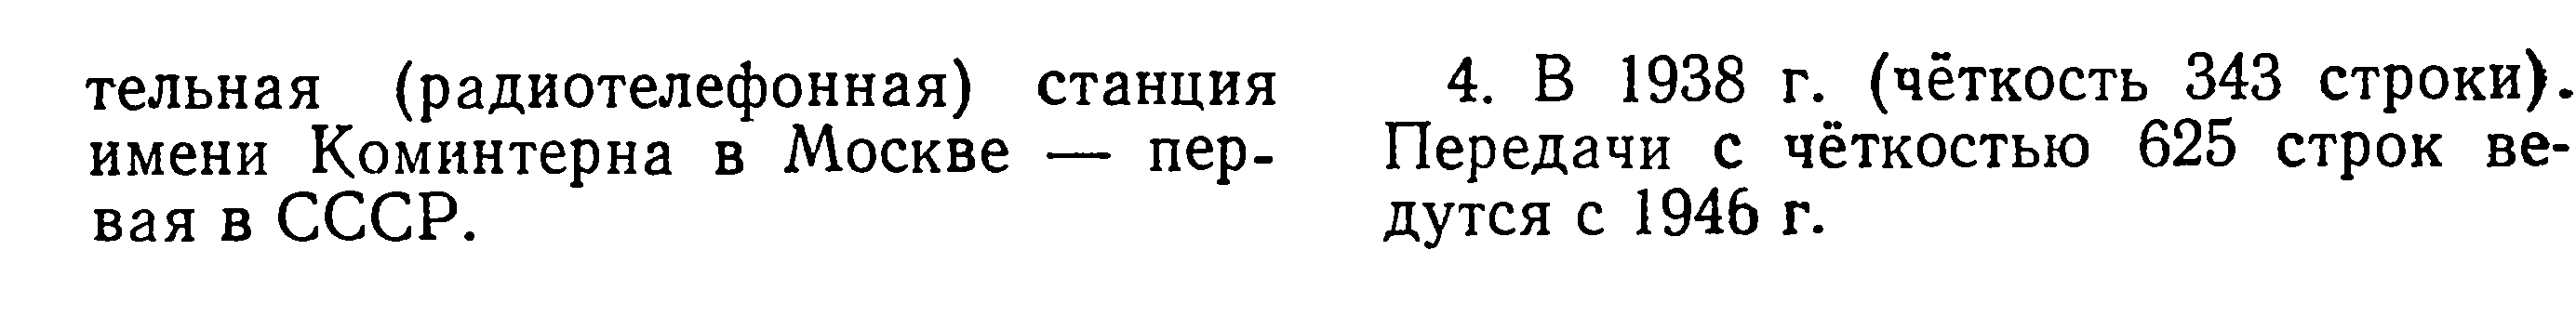 тельная (радиотелефонная) станция
имени Коминтерна в Москве — пер-
вая в СССР.
4. В 1938 г. (чёткость 343 строки).
Передачи с чёткостью 625 строк ве-
дутся с 1946 г.